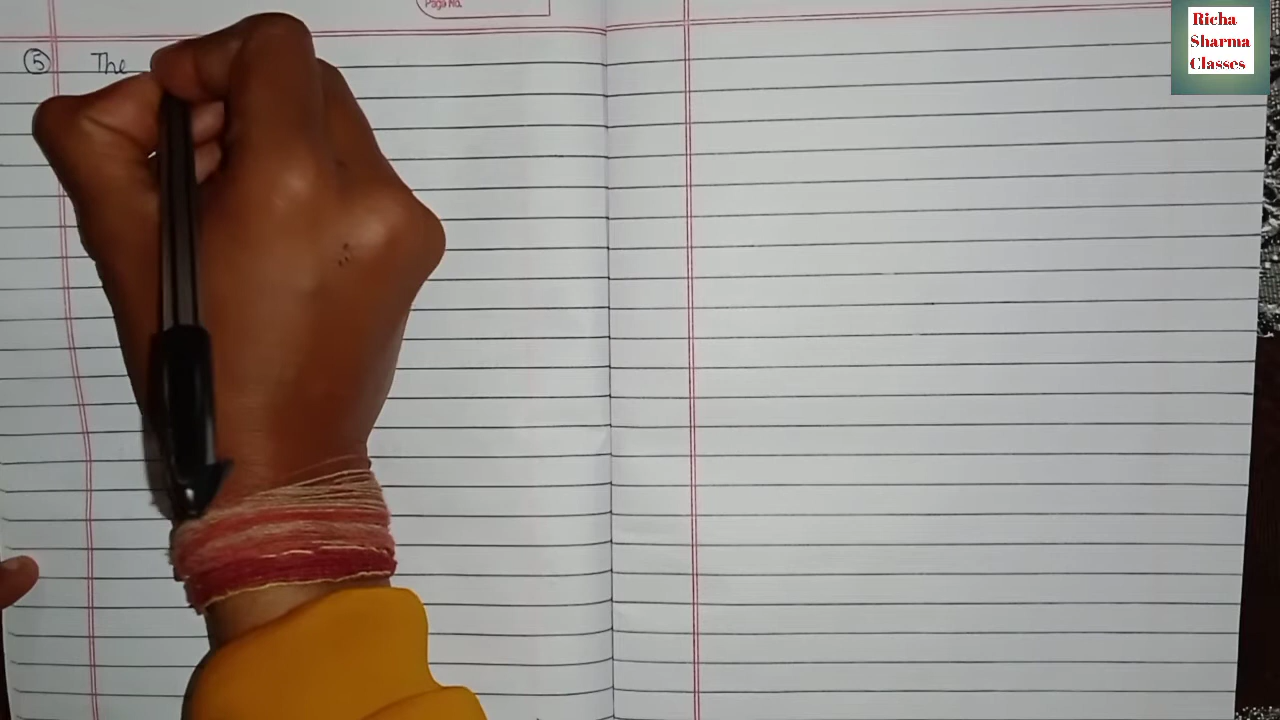 Page No.
Richa
Sharma
Classes
⑤ The